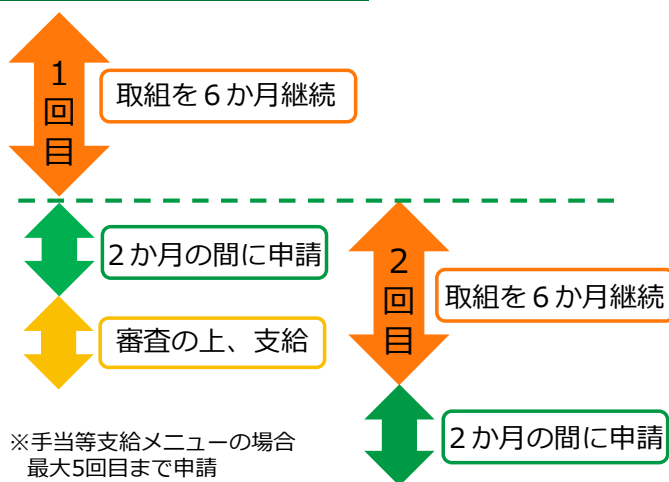 1回目
取組を６か月継続
２か月の間に申請
審査の上、支給
2回目
取組を６か月継続
２か月の間に申請
※手当等支給メニューの場合
最大5回目まで申請